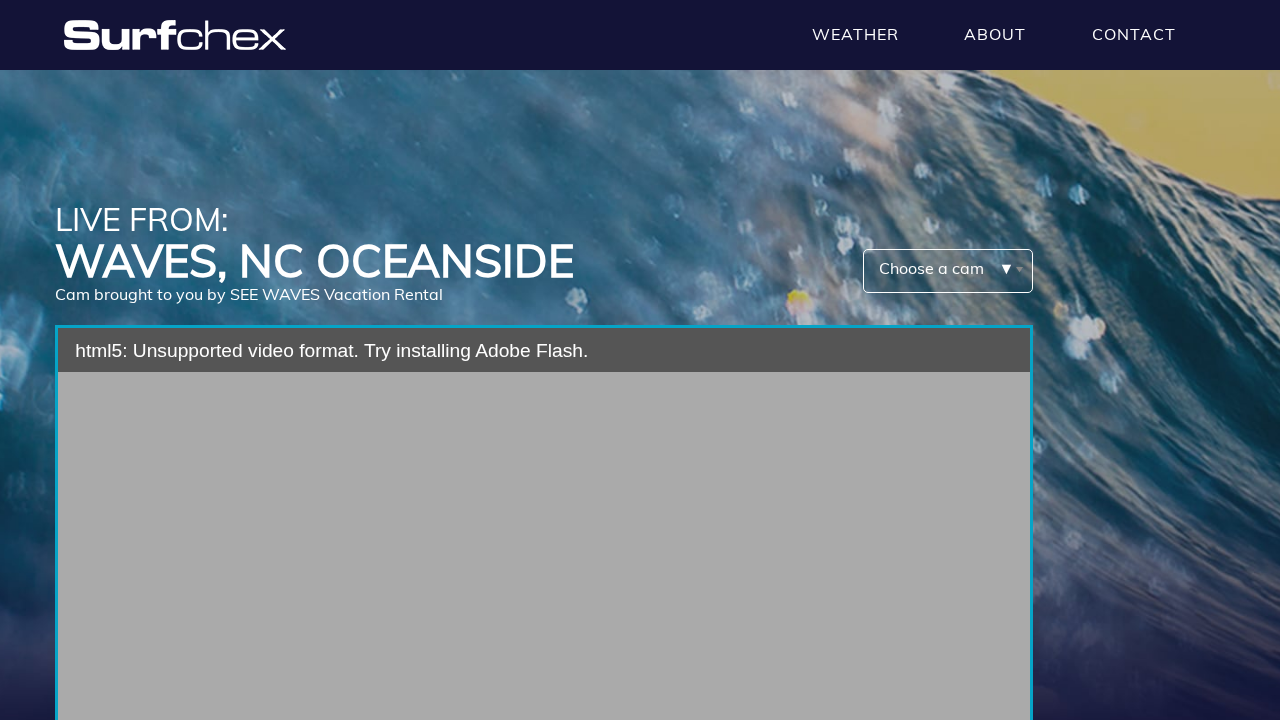 Surfchex
WEATHER
ABOUT
CONTACT
LIVE FROM:
WAVES, NC OCEANSIDE
Cam brought to you by SEE WAVES Vacation Rental
Choose a cam ▼
html5: Unsupported video format. Try installing Adobe Flash.